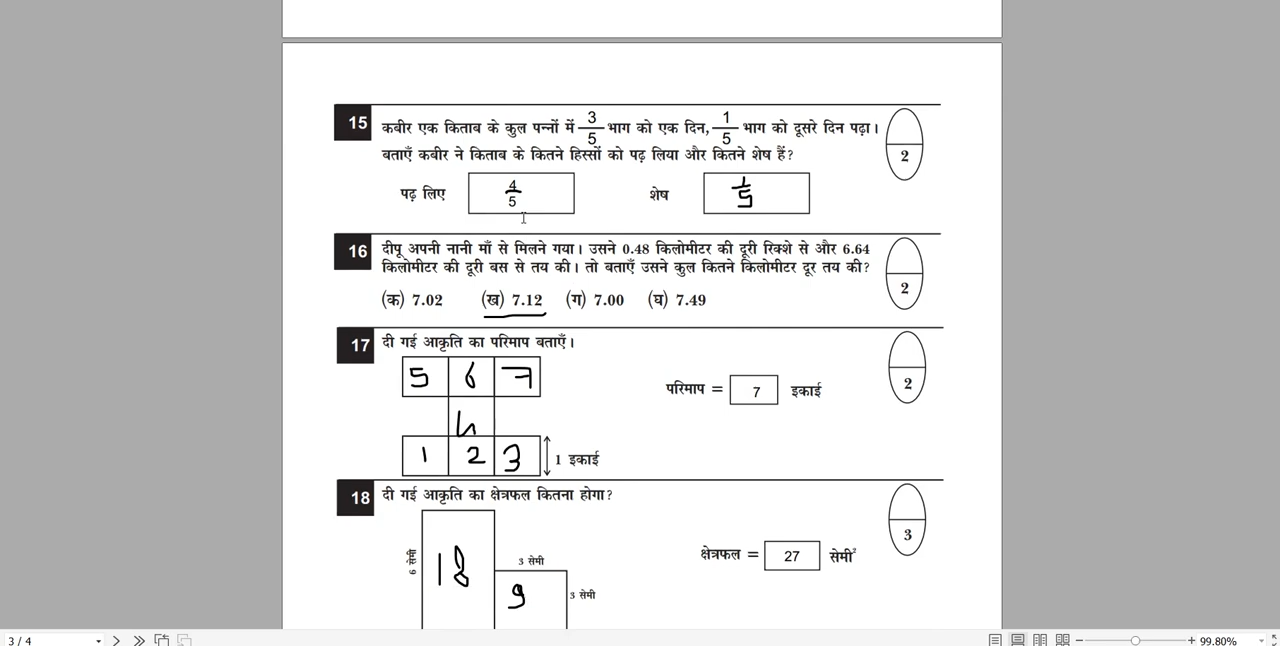 15 कबीर एक किताब के कुल पन्नों में 3/5 भाग को एक दिन, 1/5 भाग को दूसरे दिन पढ़ा।
बताएँ कबीर ने किताब के कितने हिस्सों को पढ़ लिया और कितने शेष हैं?
2
पढ़ लिए 4/5 शेष 1/5
16 दीपू अपनी नानी माँ से मिलने गया। उसने 0.48 किलोमीटर की दूरी रिक्शे से और 6.64
किलोमीटर की दूरी बस से तय की। तो बताएँ उसने कुल कितने किलोमीटर दूर तय की?
2
(क) 7.02 (ख) 7.12 (ग) 7.00 (घ) 7.49
17 दी गई आकृति का परिमाप बताएँ।
5 6 7
2
परिमाप = 7 इकाई
4
1 2 3 1 इकाई
18 दी गई आकृति का क्षेत्रफल कितना होगा?
3
क्षेत्रफल = 27 सेमी²
6 सेमी 18 3 सेमी
9 3 सेमी
3 / 4 99.80%